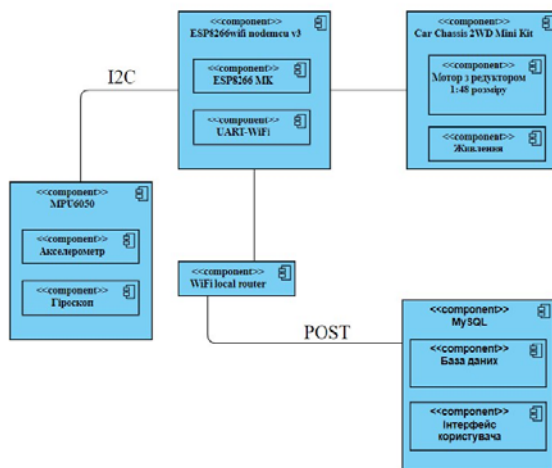 <<component>>
ESP8266wifi nodemcu v3
<<component>>
ESP8266 МК
<<component>>
UART-WiFi
<<component>>
Car Chassis 2WD Mini Kit
<<component>>
Мотор з редуктором
1:48 розміру
<<component>>
Живлення
I2C
<<component>>
MPU6050
<<component>>
Акселерометр
<<component>>
Гіроскоп
<<component>>
WiFi local router
POST
<<component>>
MySQL
<<component>>
База даних
<<component>>
Інтерфейс
користувача